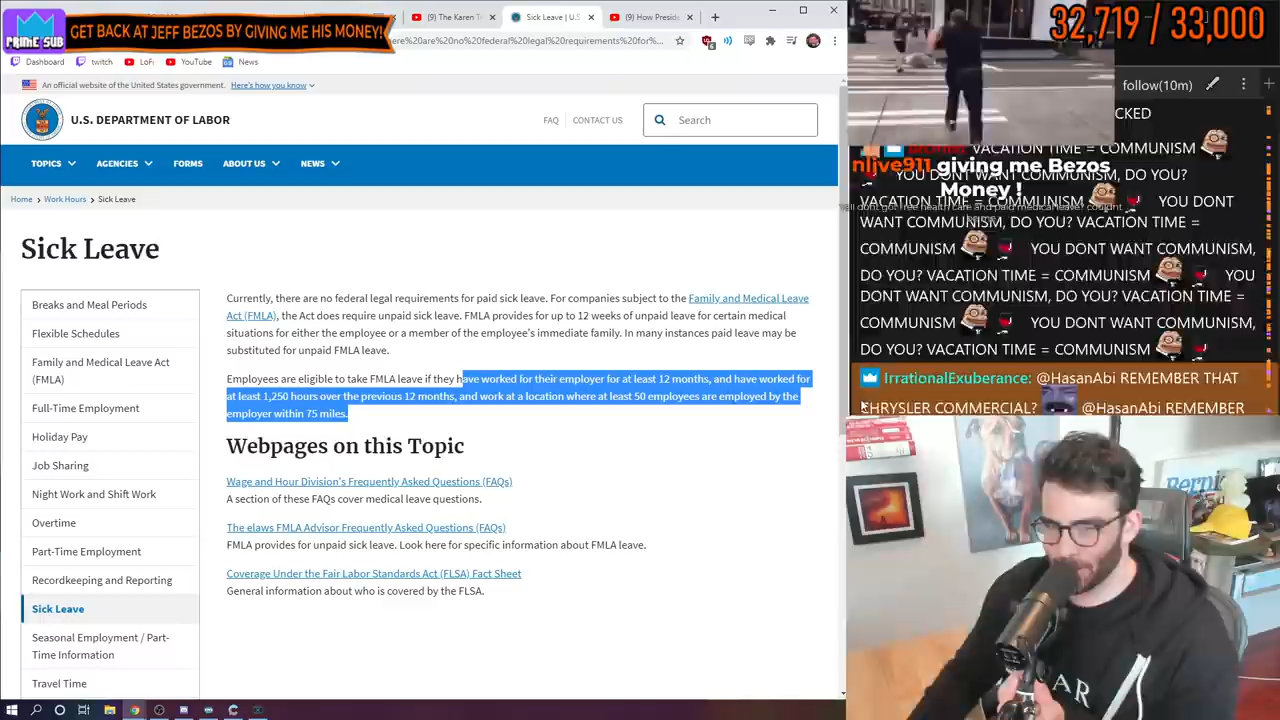 PRIME SUB
GET BACK AT JEFF BEZOS BY GIVING ME HIS MONEY!
(9) The Karen T
Sick Leave | U.S.
(9) How Preside
ere%20are%20no%20federal%20legal%20requirements%20for%...
Dashboard
twitch
LoFi
YouTube
News
An official website of the United States government.
Here's how you know
U.S. DEPARTMENT OF LABOR
FAQ
CONTACT US
Search
TOPICS
AGENCIES
FORMS
ABOUT US
NEWS
Home
Work Hours
Sick Leave
Sick Leave
Breaks and Meal Periods
Flexible Schedules
Family and Medical Leave Act
(FMLA)
Full-Time Employment
Holiday Pay
Job Sharing
Night Work and Shift Work
Overtime
Part-Time Employment
Recordkeeping and Reporting
Sick Leave
Seasonal Employment / Part-
Time Information
Travel Time
Currently, there are no federal legal requirements for paid sick leave. For companies subject to the Family and Medical Leave
Act (FMLA), the Act does require unpaid sick leave. FMLA provides for up to 12 weeks of unpaid leave for certain medical
situations for either the employee or a member of the employee's immediate family. In many instances paid leave may be
substituted for unpaid FMLA leave.
Employees are eligible to take FMLA leave if they have worked for their employer for at least 12 months, and have worked for
at least 1,250 hours over the previous 12 months, and work at a location where at least 50 employees are employed by the
employer within 75 miles.
Webpages on this Topic
Wage and Hour Division's Frequently Asked Questions (FAQs)
A section of these FAQs cover medical leave questions.
The elaws FMLA Advisor Frequently Asked Questions (FAQs)
FMLA provides for unpaid sick leave. Look here for specific information about FMLA leave.
Coverage Under the Fair Labor Standards Act (FLSA) Fact Sheet
General information about who is covered by the FLSA.
32,719 / 33,000
follow(10m)
CKED
VACATION TIME = COMMUNISM
nlive911 giving me Bezos
Money !
YOU DONT WANT COMMUNISM, DO YOU?
VACATION TIME = COMMUNISM YOU DONT
WANT COMMUNISM, DO YOU? VACATION TIME =
COMMUNISM YOU DONT WANT COMMUNISM,
DO YOU? VACATION TIME = COMMUNISM YOU
DONT WANT COMMUNISM, DO YOU? VACATION TIME =
COMMUNISM YOU DONT WANT COMMUNISM,
DO YOU? VACATION TIME = COMMUNISM
IrrationalExuberance: @HasanAbi REMEMBER THAT
CHRYSLER COMMERCIAL? @HasanAbi REMEMBER